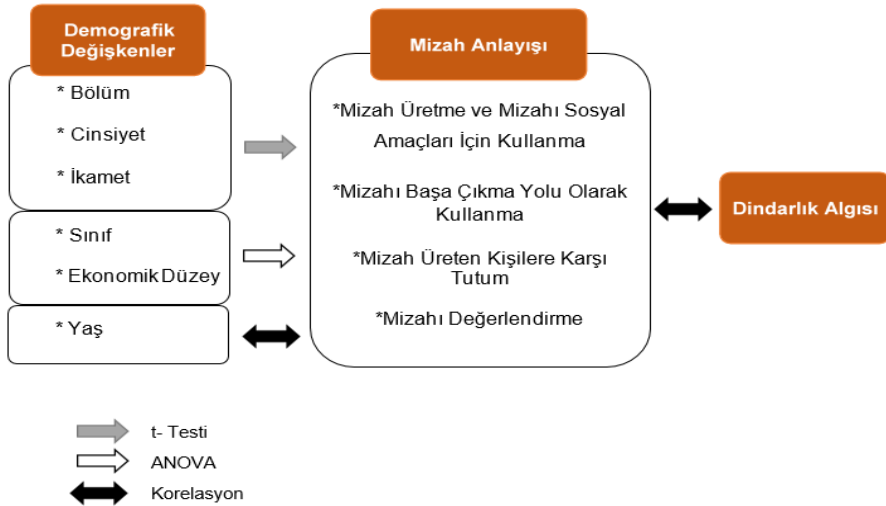 Demografik
Değişkenler
* Bölüm
* Cinsiyet
* İkamet
* Sınıf
* Ekonomik Düzey
* Yaş
Mizah Anlayışı
*Mizah Üretme ve Mizahı Sosyal
Amaçları İçin Kullanma
*Mizahı Başa Çıkma Yolu Olarak
Kullanma
*Mizah Üreten Kişilere Karşı
Tutum
*Mizahı Değerlendirme
Dindarlık Algısı
t- Testi
ANOVA
Korelasyon